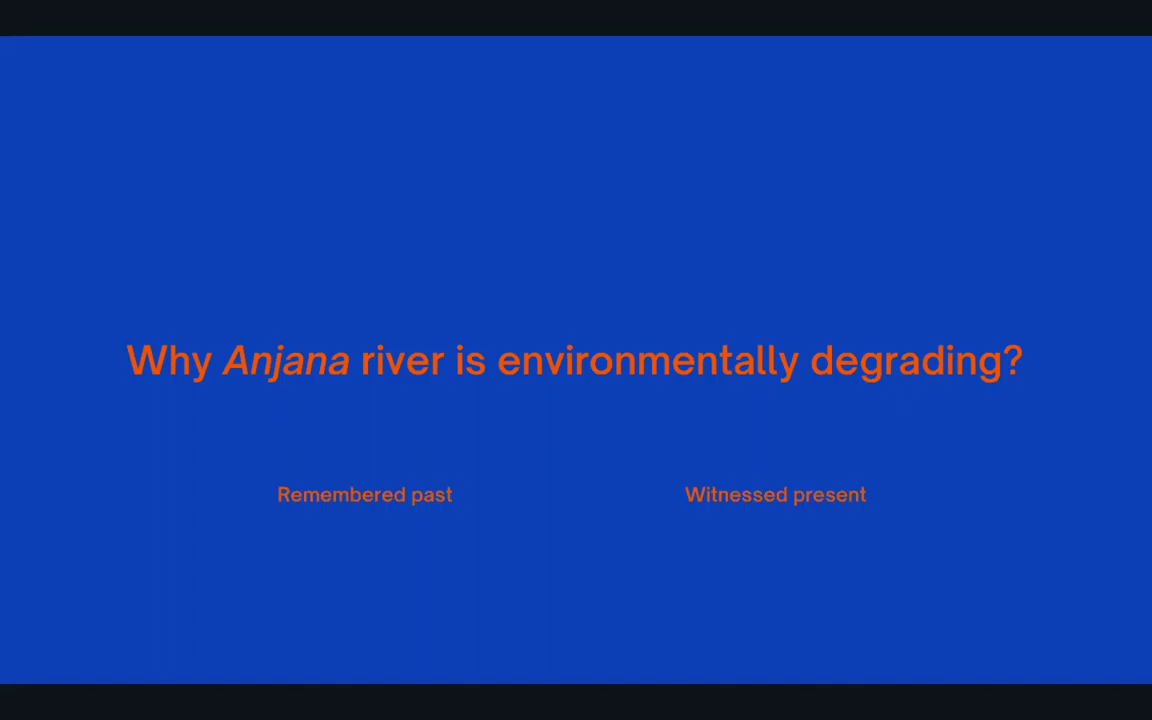 Why Anjana river is environmentally degrading?
Remembered past
Witnessed present